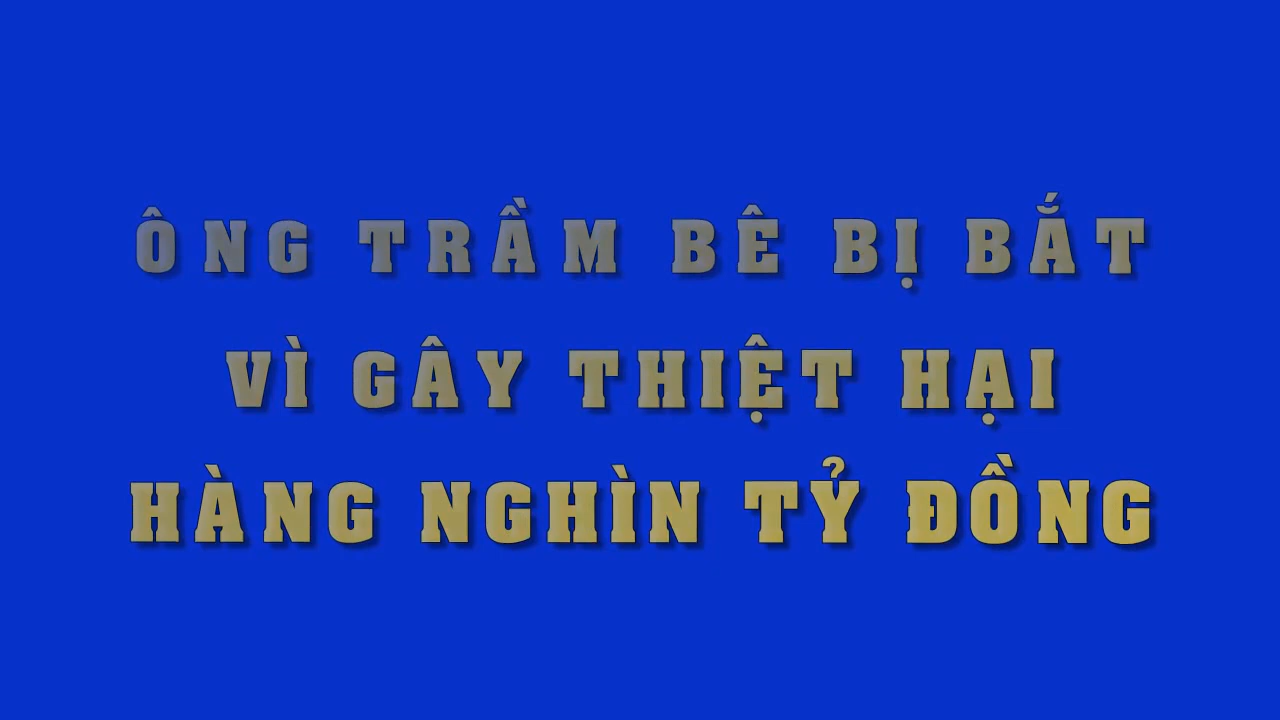 ÔNG TRẦM BÊ BỊ BẮT
VÌ GÂY THIỆT HẠI
HÀNG NGHÌN TỶ ĐỒNG